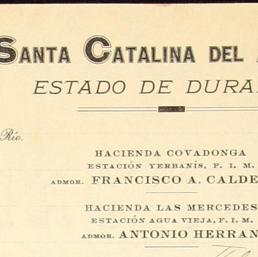 SANTA CATALINA DEL
ESTADO DE DURA
Río.
HACIENDA COVADONGA
ESTACIÓN YERBANÍS, F. I. M.
ADMOR. FRANCISCO A. CALDE
HACIENDA LAS MERCEDES
ESTACIÓN AGUA VIEJA, F. I. M.
ADMOR. ANTONIO HERRAN